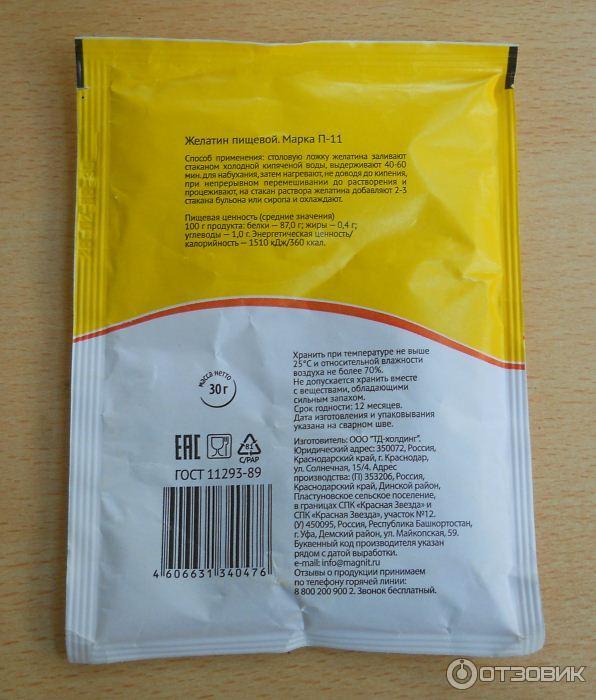 Желатин пищевой. Марка П-11
Способ применения: столовую ложку желатина заливают
стаканом холодной кипяченой воды, выдерживают 40-60
мин. для набухания, затем нагревают, не доводя до кипения,
при непрерывном перемешивании до растворения и
процеживают, на стакан раствора желатина добавляют 2-3
стакана бульона или сиропа и охлаждают.
Пищевая ценность (средние значения)
100 г продукта: белки — 87,0 г; жиры — 0,4 г;
углеводы — 1,0 г. Энергетическая ценность/
калорийность — 1510 кДж/360 ккал.
масса нетто
30 г
Хранить при температуре не выше
25°С и относительной влажности
воздуха не более 70%.
Не допускается хранить вместе
с веществами, обладающими
сильным запахом.
Срок годности: 12 месяцев.
Дата изготовления и упаковывания
указана на сварном шве.
EAC
81
C/PAP
ГОСТ 11293-89
Изготовитель: ООО "ТД-холдинг".
Юридический адрес: 350072, Россия,
Краснодарский край, г. Краснодар,
ул. Солнечная, 15/4. Адрес
производства: (П) 353206, Россия,
Краснодарский край, Динской район,
Пластуновское сельское поселение,
в границах СПК «Красная Звезда» и
СПК «Красная Звезда», участок №12.
(У) 450095, Россия, Республика Башкортостан,
г. Уфа, Демский район, ул. Майкопская, 59.
Буквенный код производителя указан
рядом с датой выработки.
e-mail: info@magnit.ru
Отзывы о продукции принимаем
по телефону горячей линии:
8 800 200 900 2. Звонок бесплатный.
4 606631 340476
ОТЗОВИК